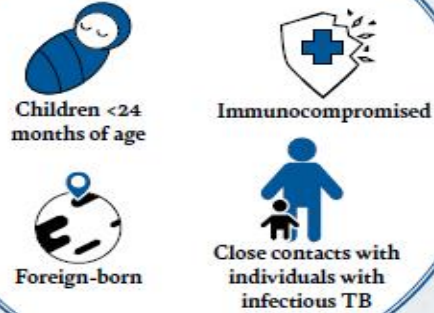 Children <24
months of age
Immunocompromised
Foreign-born
Close contacts with
individuals with
infectious TB